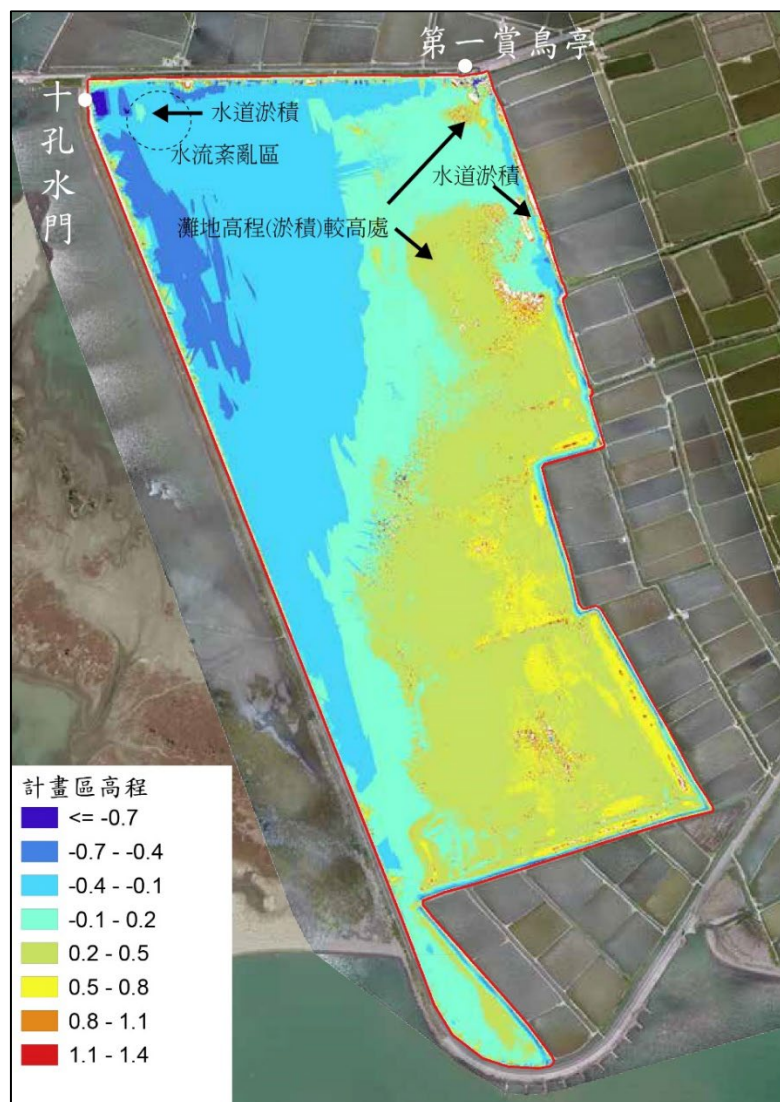 第一賞鳥亭
十孔水門
水道淤積
水流紊亂區
水道淤積
灘地高程(淤積)較高處
計畫區高程
<= -0.7
-0.7 - -0.4
-0.4 - -0.1
-0.1 - 0.2
0.2 - 0.5
0.5 - 0.8
0.8 - 1.1
1.1 - 1.4